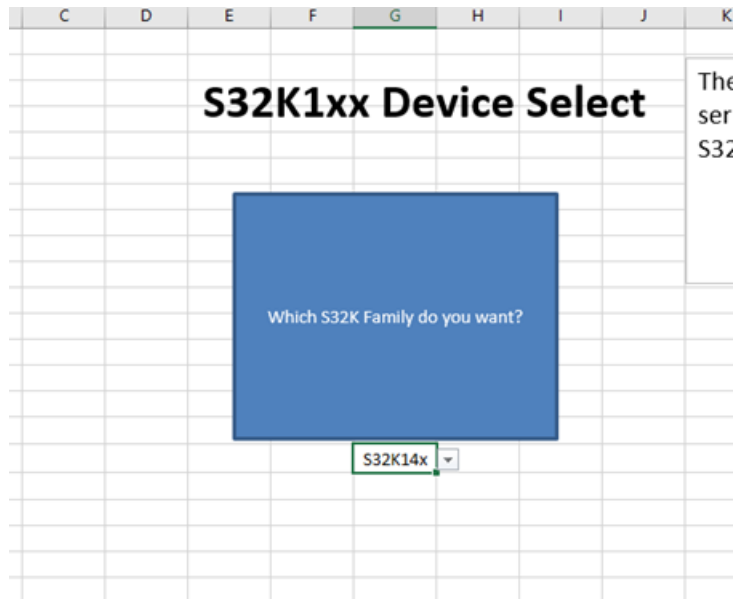 C D E F G H I J K
S32K1xx Device Select
The
ser
S32
Which S32K Family do you want?
S32K14x